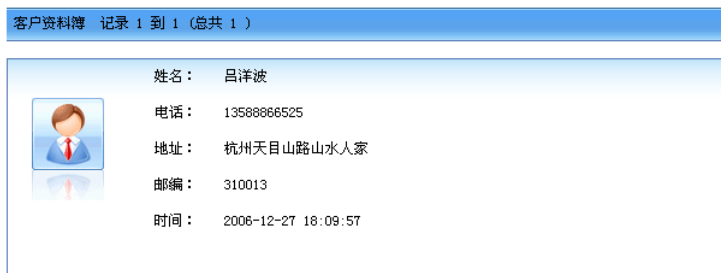 客户资料簿 记录 1 到 1 (总共 1 )
姓名： 吕洋波
电话： 13588866525
地址： 杭州天目山路山水人家
邮编： 310013
时间： 2006-12-27 18:09:57